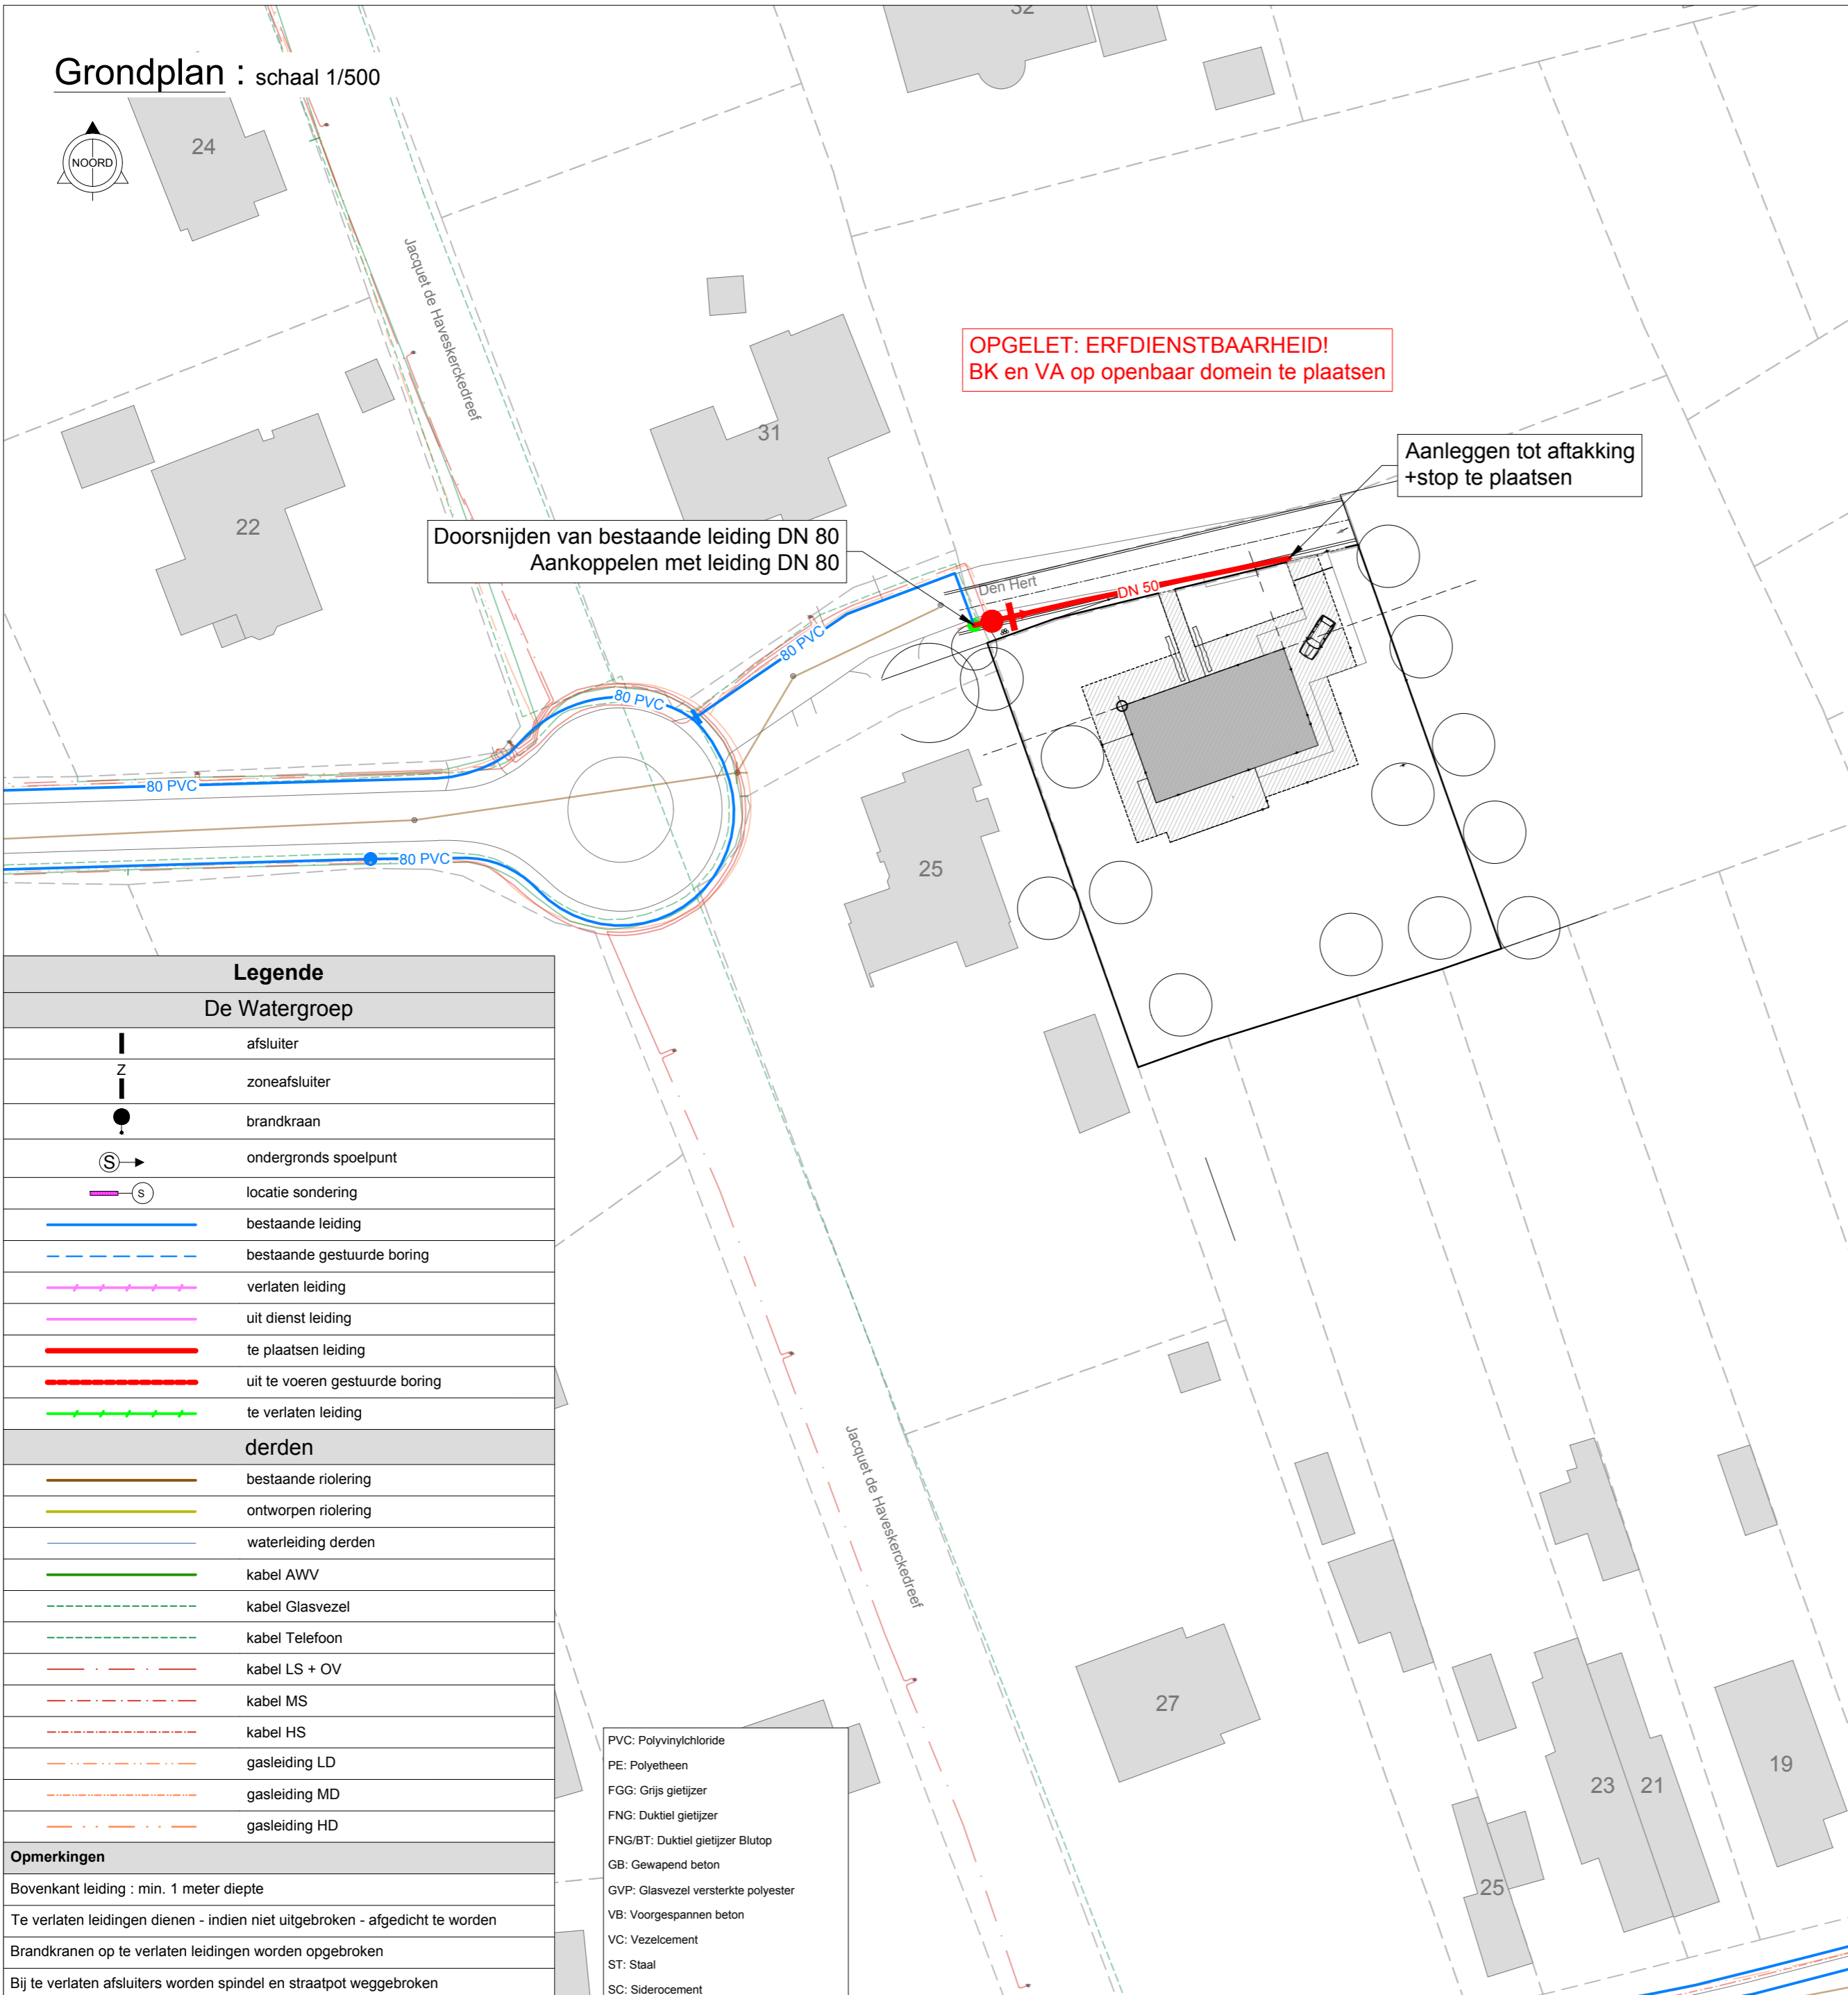 32
Grondplan : schaal 1/500
NOORD
24
Jacquet de Haveskerckedreef
31
OPGELET: ERFDIENSTBAARHEID!
BK en VA op openbaar domein te plaatsen
Aanleggen tot aftakking
+stop te plaatsen
22
Doorsnijden van bestaande leiding DN 80
Aankoppelen met leiding DN 80
Den Hert
DN 50
80 PVC
80 PVC
80 PVC
80 PVC
25
Legende
De Watergroep
afsluiter
Z
zoneafsluiter
brandkraan
S
ondergronds spoelpunt
s
locatie sondering
bestaande leiding
bestaande gestuurde boring
verlaten leiding
uit dienst leiding
te plaatsen leiding
uit te voeren gestuurde boring
te verlaten leiding
derden
bestaande riolering
ontworpen riolering
waterleiding derden
kabel AWV
kabel Glasvezel
kabel Telefoon
kabel LS + OV
kabel MS
kabel HS
gasleiding LD
gasleiding MD
gasleiding HD
Opmerkingen
Bovenkant leiding : min. 1 meter diepte
Te verlaten leidingen dienen - indien niet uitgebroken - afgedicht te worden
Brandkranen op te verlaten leidingen worden opgebroken
Bij te verlaten afsluiters worden spindel en straatpot weggebroken
PVC: Polyvinylchloride
PE: Polyetheen
FGG: Grijs gietijzer
FNG: Duktiel gietijzer
FNG/BT: Duktiel gietijzer Blutop
GB: Gewapend beton
GVP: Glasvezel versterkte polyester
VB: Voorgespannen beton
VC: Vezelcement
ST: Staal
SC: Siderocement
Jacquet de Haveskerckedreef
27
23
21
19
25